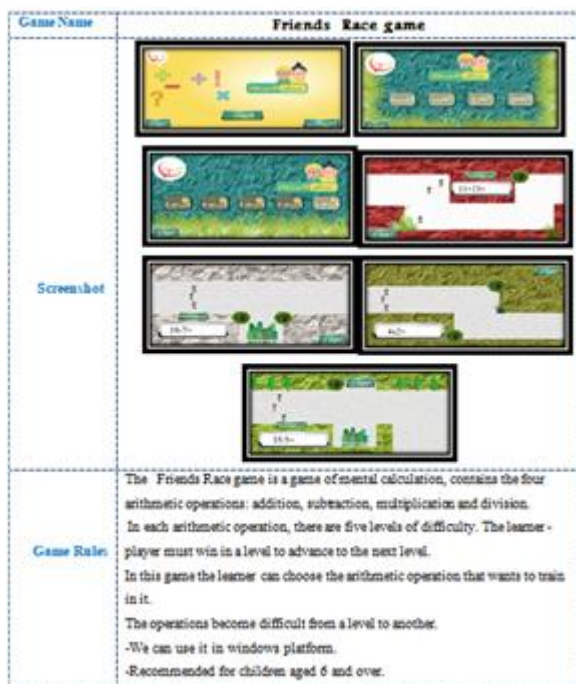 Game Name
Friends Race game
Screenshot
Game Rules
The Friends Race game is a game of mental calculation, contains the four
arithmetic operations: addition, subtraction, multiplication and division.
In each arithmetic operation, there are five levels of difficulty. The learner-
player must win in a level to advance to the next level.
In this game the learner can choose the arithmetic operation that wants to train
in it.
The operations become difficult from a level to another.
-We can use it in windows platform.
-Recommended for children aged 6 and over.